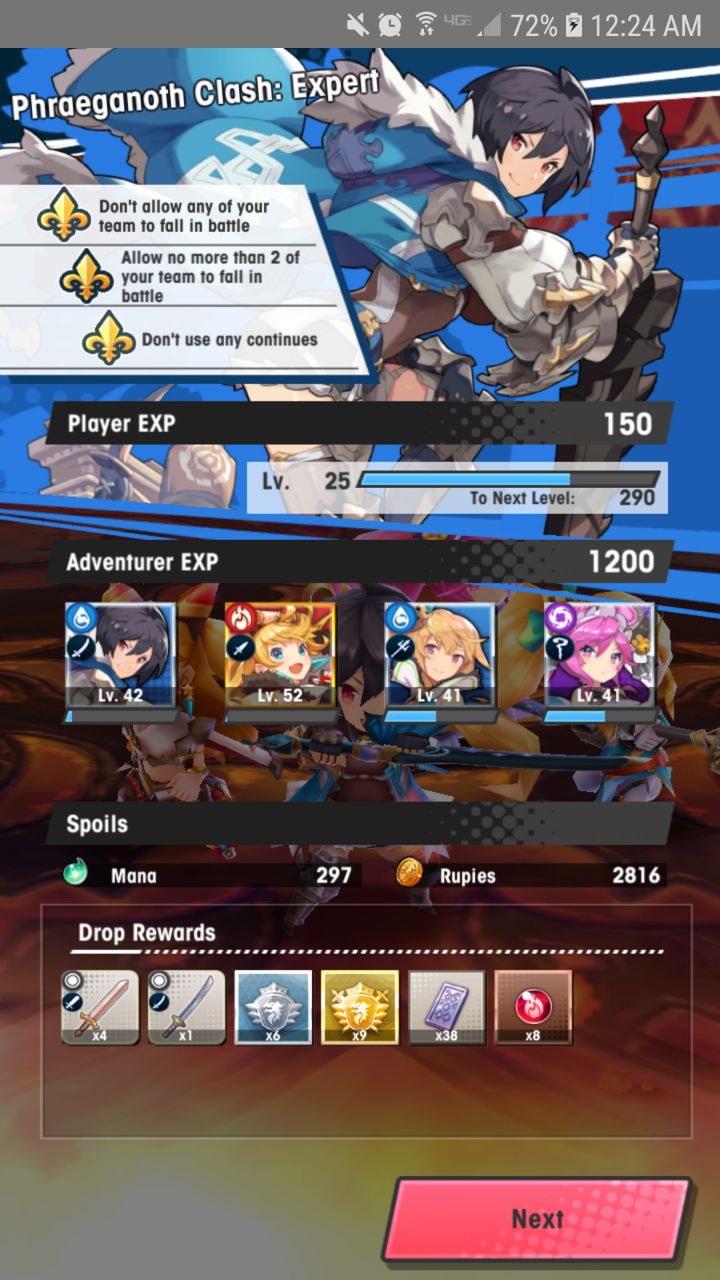 4GE 72% 12:24 AM
Phraeganoth Clash: Expert
Don't allow any of your
team to fall in battle
Allow no more than 2 of
your team to fall in
battle
Don't use any continues
Player EXP 150
Lv. 25
To Next Level: 290
Adventurer EXP 1200
Lv. 42 Lv. 52 Lv. 41 Lv. 41
Spoils
Mana 297 Rupies 2816
Drop Rewards
x4 x1 x6 x9 x38 x8
Next